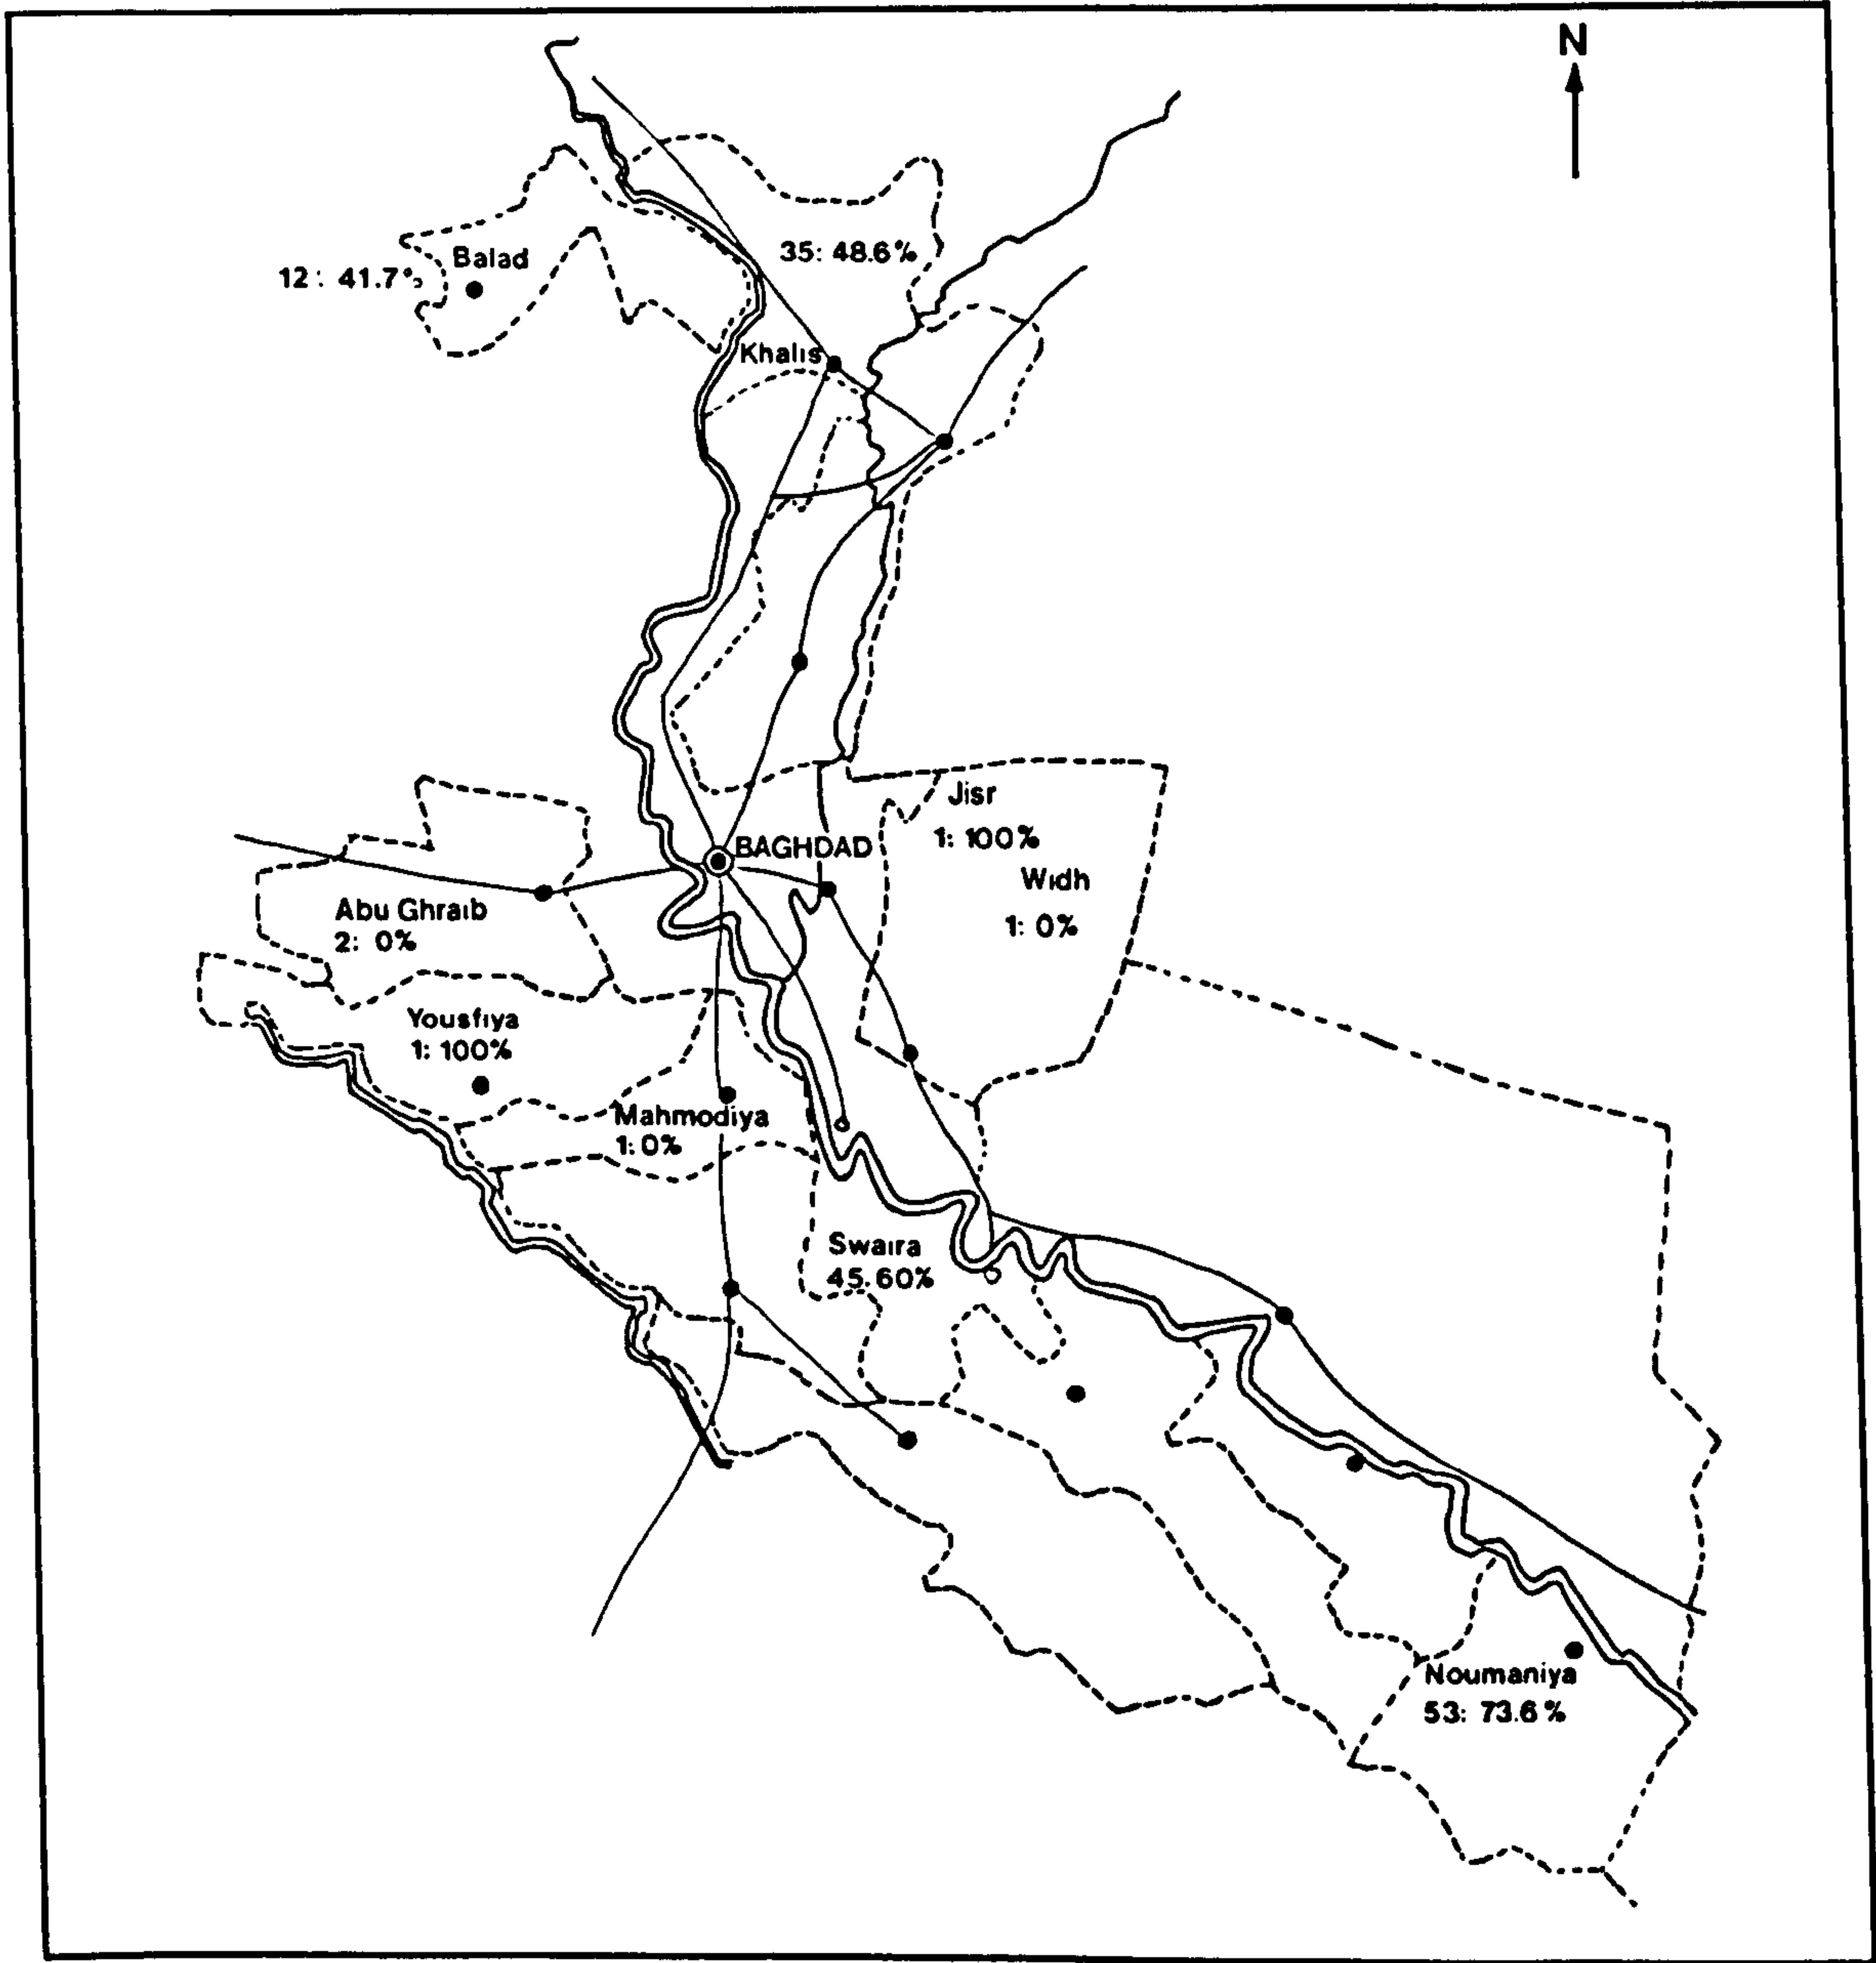 N
Balad
12: 41.7%
35: 48.6%
Khalis
Jisr
1: 100%
BAGHDAD
Widh
1: 0%
Abu Ghraib
2: 0%
Yousfiya
1: 100%
Mahmodiya
1: 0%
Swaira
45.60%
Noumaniya
53: 73.6%